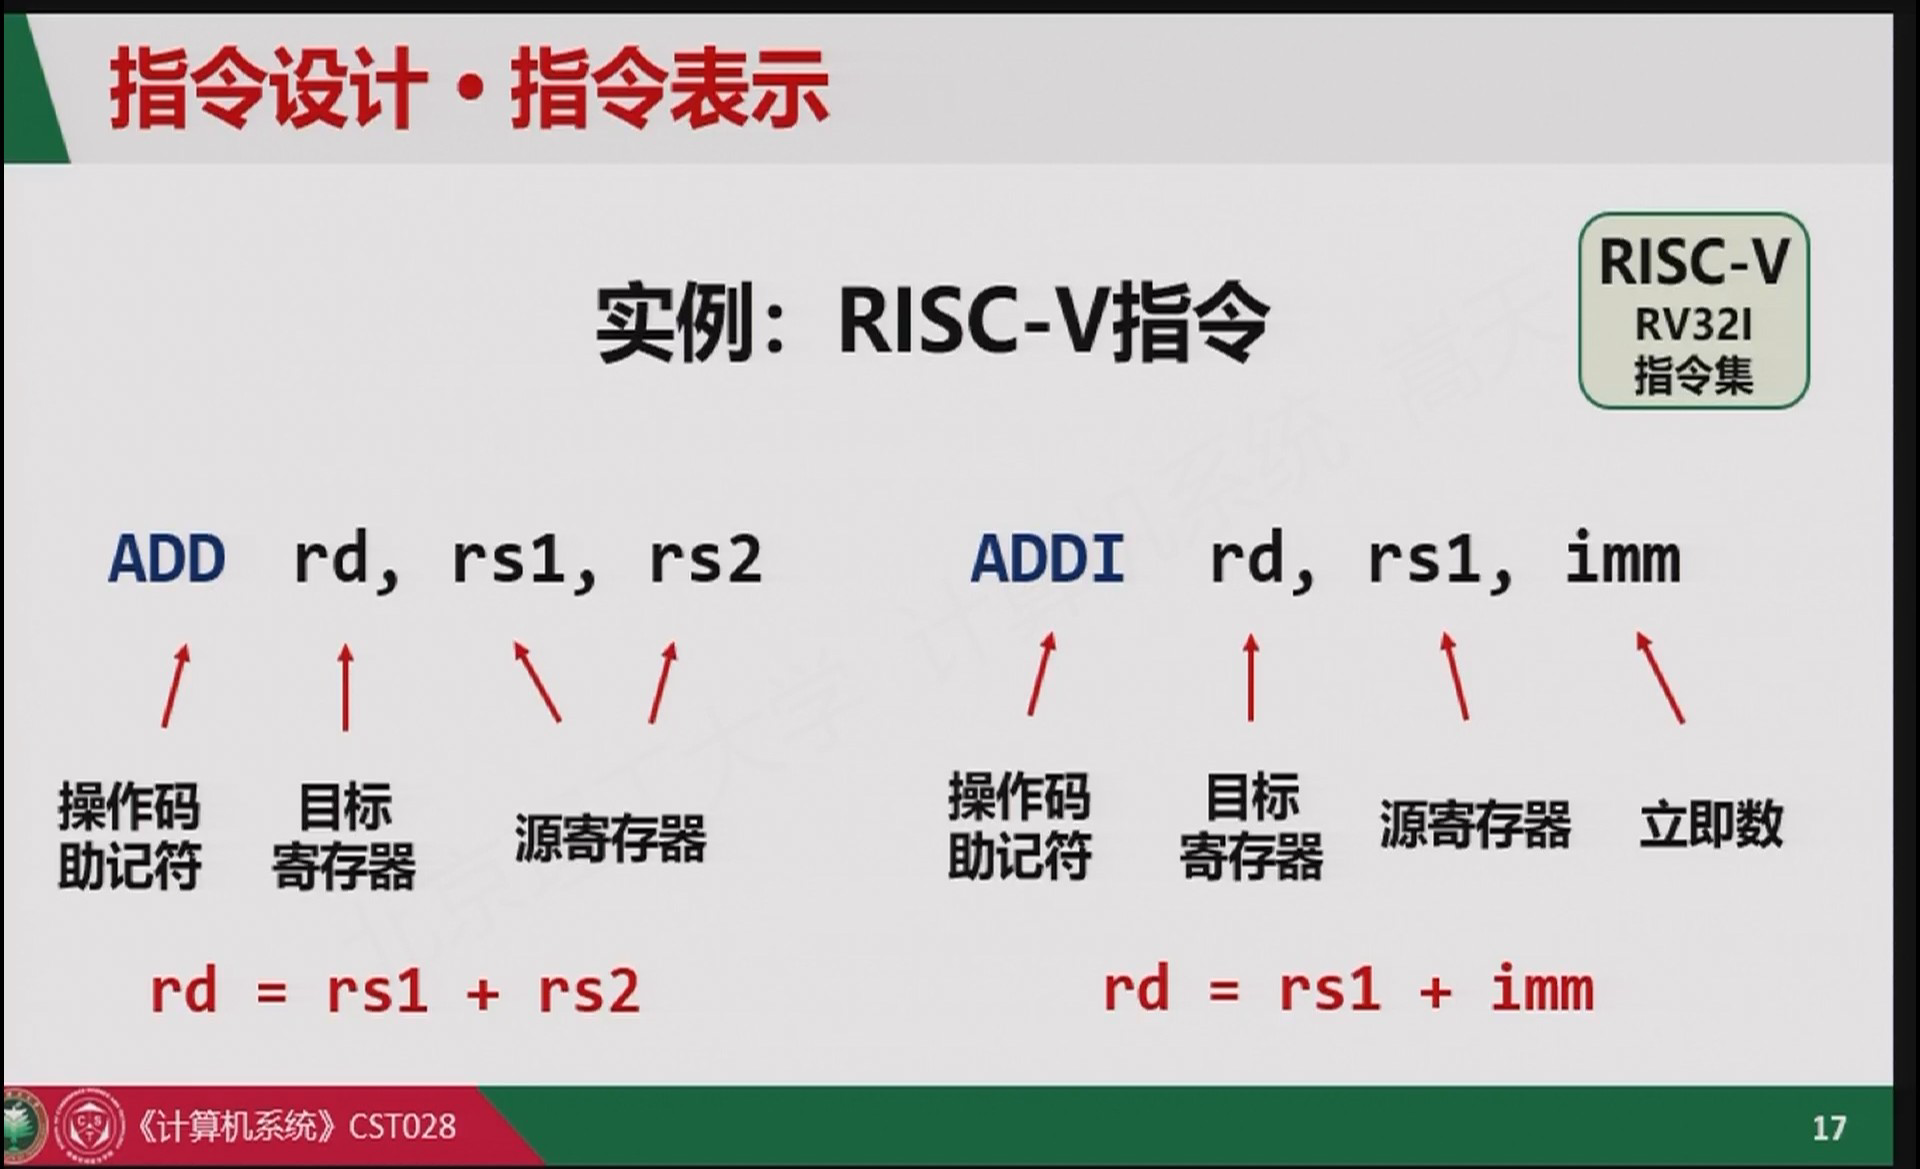 指令设计·指令表示
实例：RISC-V指令
RISC-V
RV32I
指令集
ADD rd, rs1, rs2
操作码
助记符
目标
寄存器
源寄存器
rd = rs1 + rs2
ADDI rd, rs1, imm
操作码
助记符
目标
寄存器
源寄存器
立即数
rd = rs1 + imm
《计算机系统》CST028
17